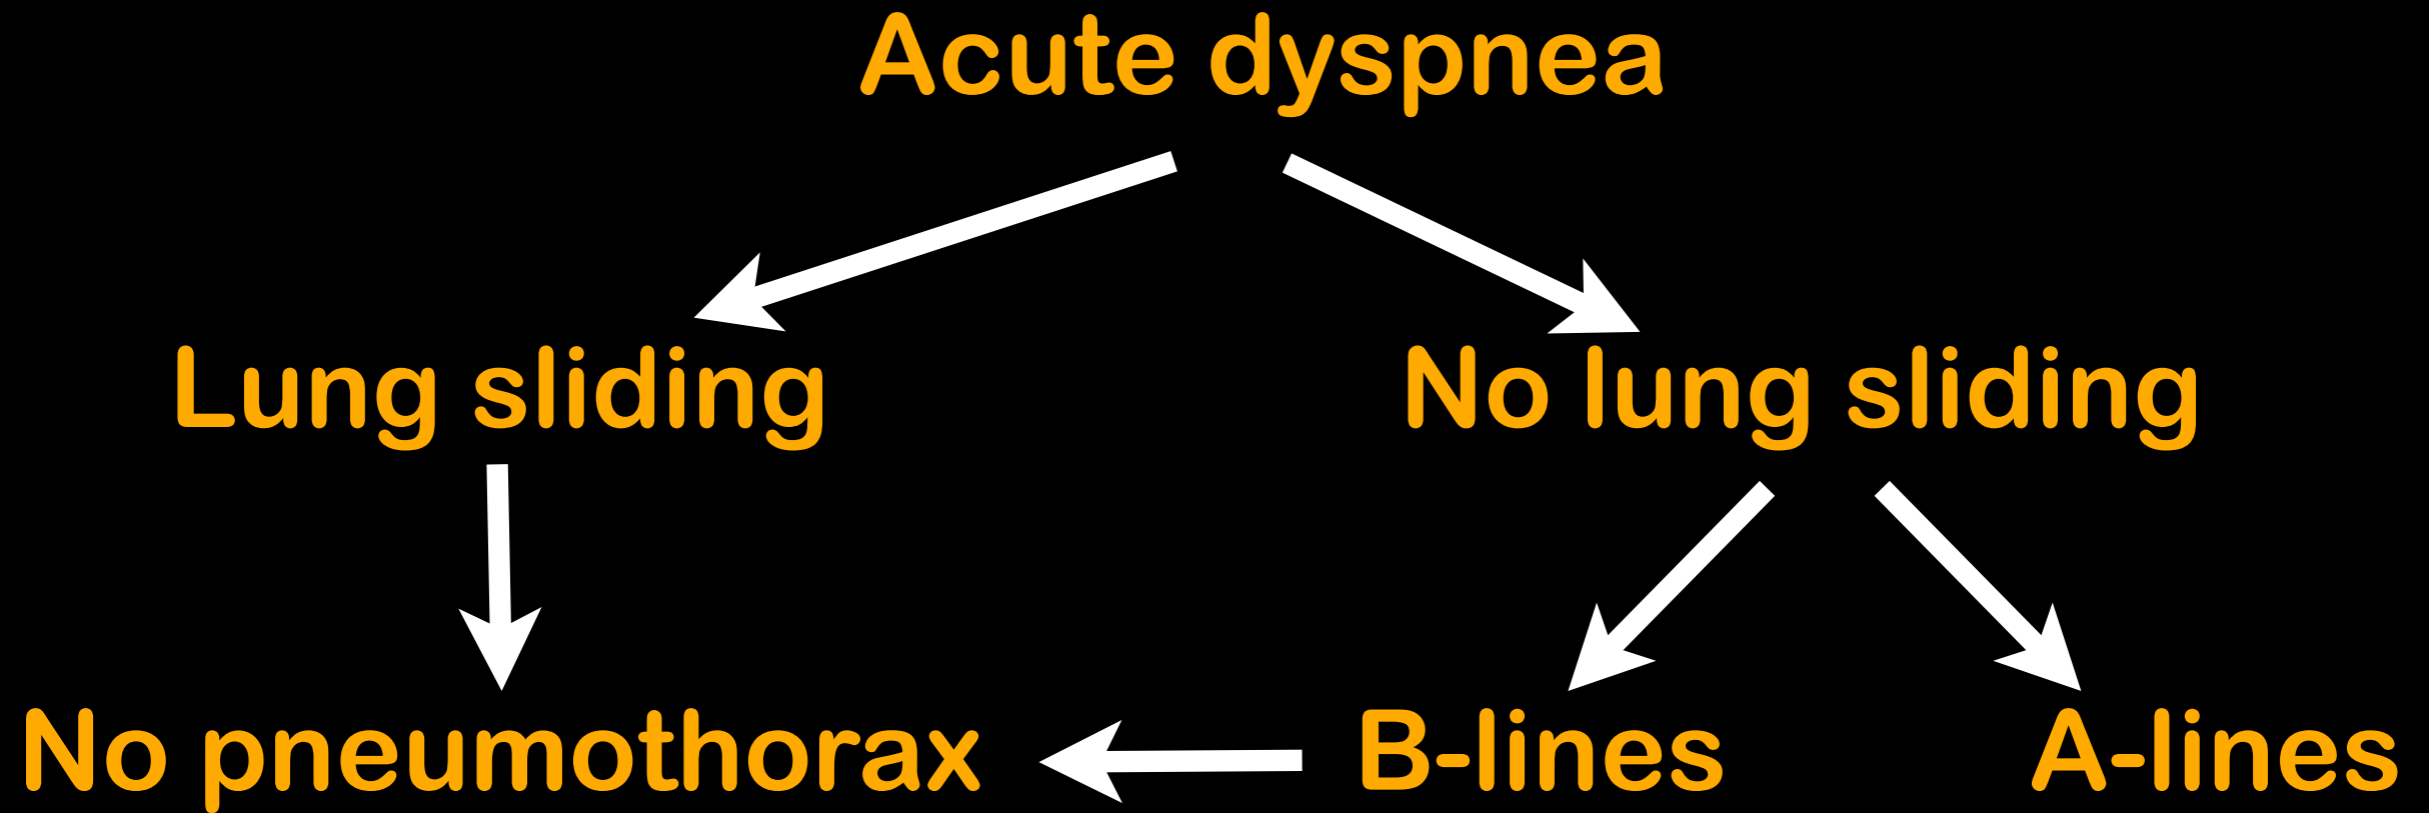 Acute dyspnea
Lung sliding
No lung sliding
No pneumothorax
B-lines
A-lines